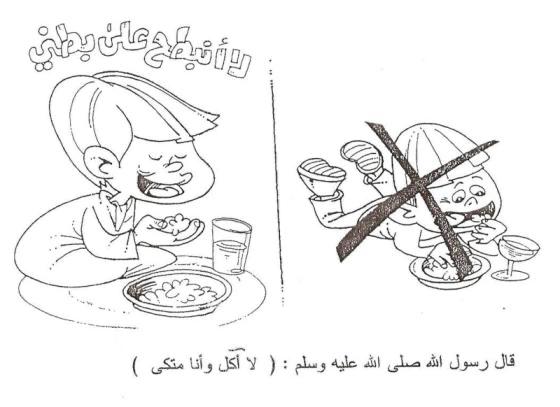 لا أنبطح على بطني
قال رسول الله صلى الله عليه وسلم : ( لا آكل وأنا متكى )